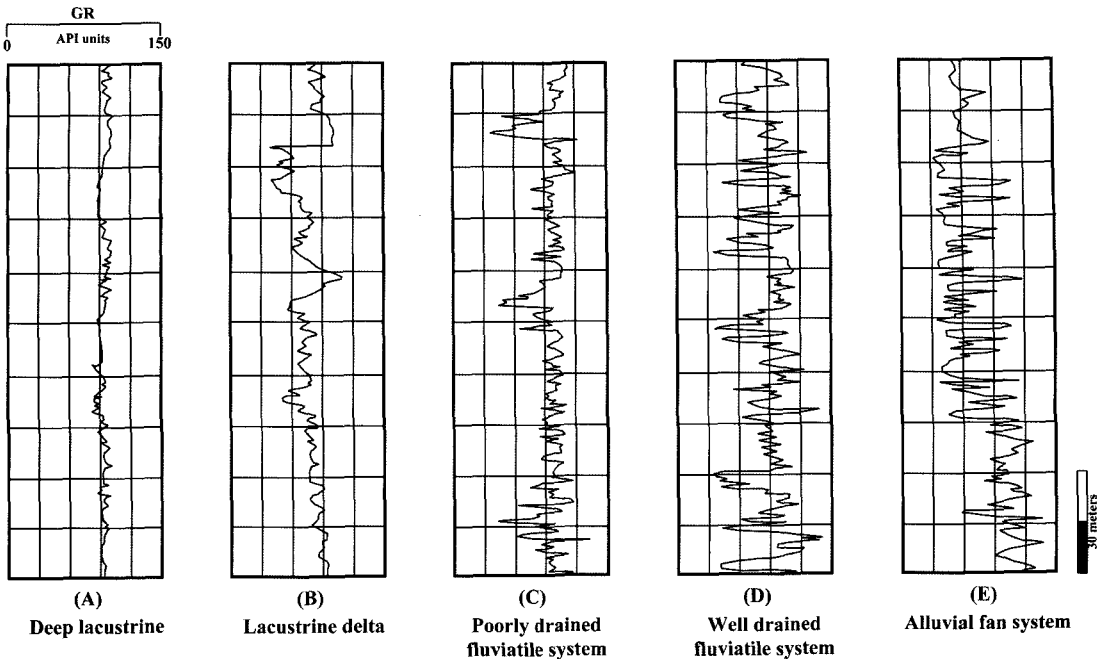 GR
API units
0 150
30 meters
(A)
Deep lacustrine
(B)
Lacustrine delta
(C)
Poorly drained
fluviatile system
(D)
Well drained
fluviatile system
(E)
Alluvial fan system